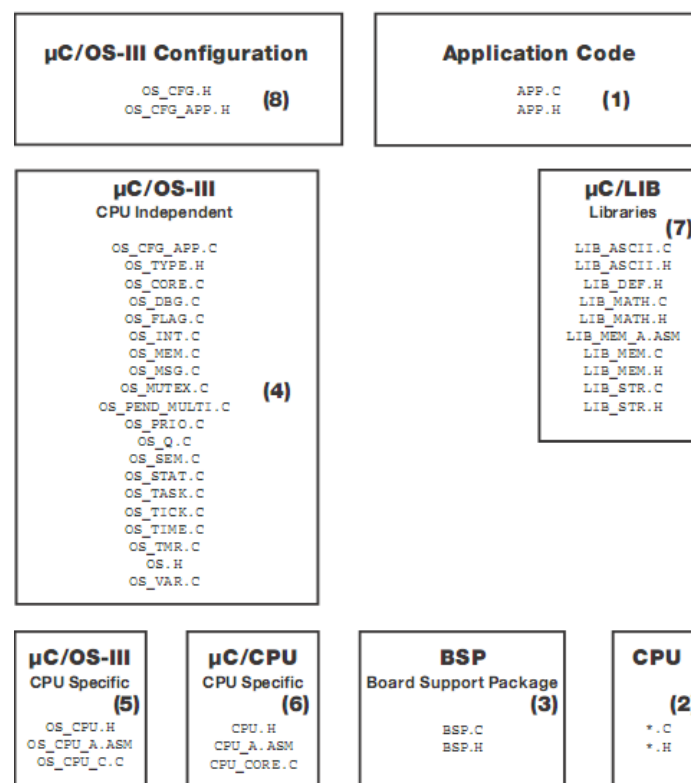 µC/OS-III Configuration
OS_CFG.H
OS_CFG_APP.H
(8)
Application Code
APP.C
APP.H
(1)
µC/OS-III
CPU Independent
OS_CFG_APP.C
OS_TYPE.H
OS_CORE.C
OS_DBG.C
OS_FLAG.C
OS_INT.C
OS_MEM.C
OS_MSG.C
OS_MUTEX.C
OS_PEND_MULTI.C
OS_PRIO.C
OS_Q.C
OS_SEM.C
OS_STAT.C
OS_TASK.C
OS_TICK.C
OS_TIME.C
OS_TMR.C
OS.H
OS_VAR.C
(4)
µC/LIB
Libraries
(7)
LIB_ASCII.C
LIB_ASCII.H
LIB_DEF.H
LIB_MATH.C
LIB_MATH.H
LIB_MEM_A.ASM
LIB_MEM.C
LIB_MEM.H
LIB_STR.C
LIB_STR.H
µC/OS-III
CPU Specific
(5)
OS_CPU.H
OS_CPU_A.ASM
OS_CPU_C.C
µC/CPU
CPU Specific
(6)
CPU.H
CPU_A.ASM
CPU_CORE.C
BSP
Board Support Package
(3)
BSP.C
BSP.H
CPU
(2
*.C
*.H